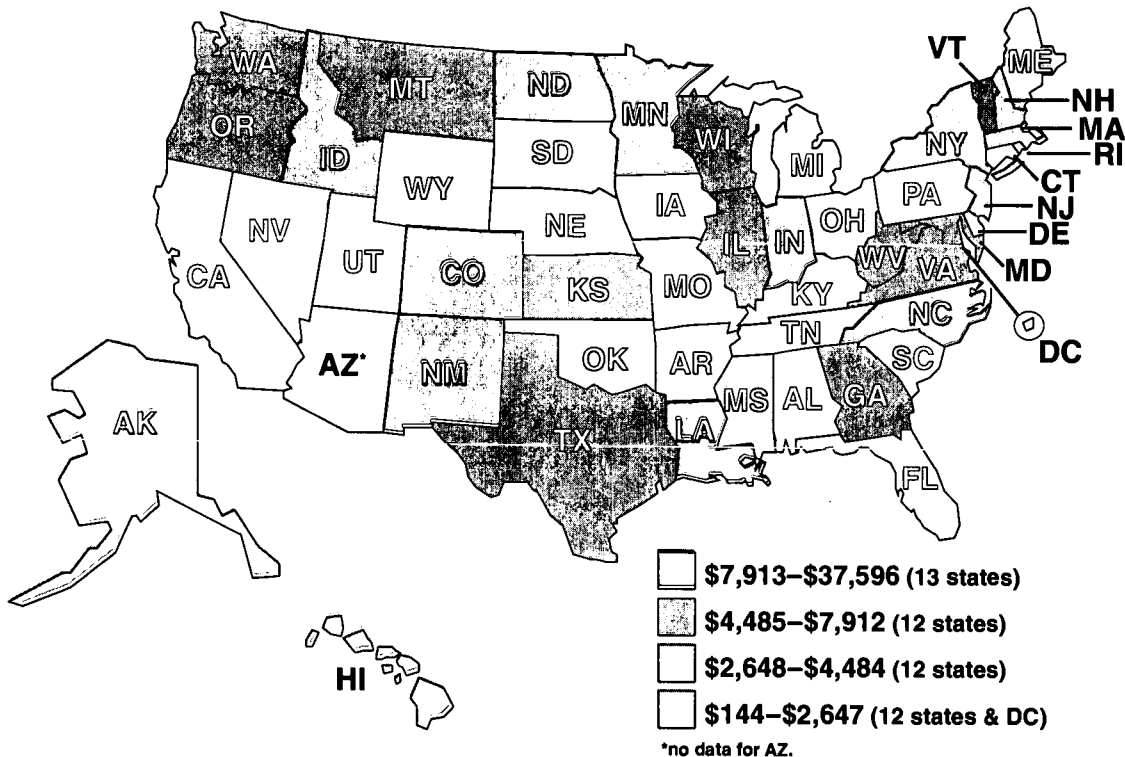 VT
ME
WA
MT
ND
MN
NH
OR
WI
NY
MA
ID
SD
MI
RI
WY
CT
PA
IA
NJ
NE
OH
NV
IL
IN
DE
UT
WV
CO
VA
MD
CA
KS
MO
KY
NC
TN
DC
AZ*
NM
OK
AR
SC
MS
AL
GA
AK
LA
TX
FL
$7,913–$37,596 (13 states)
$4,485–$7,912 (12 states)
$2,648–$4,484 (12 states)
HI
$144–$2,647 (12 states & DC)
*no data for AZ.